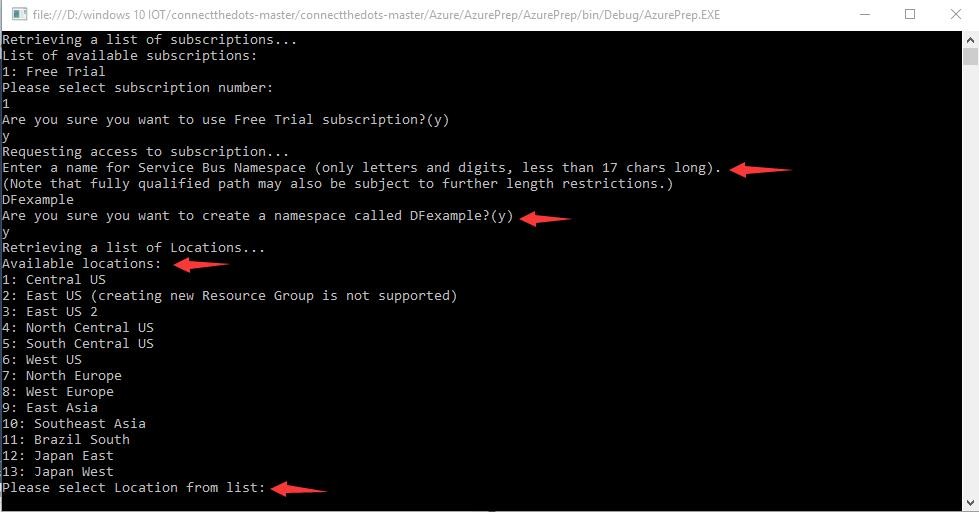 file:///D:/windows 10 IOT/connectthedots-master/connectthedots-master/Azure/AzurePrep/AzurePrep/bin/Debug/AzurePrep.EXE
Retrieving a list of subscriptions...
List of available subscriptions:
1: Free Trial
Please select subscription number:
1
Are you sure you want to use Free Trial subscription?(y)
y
Requesting access to subscription...
Enter a name for Service Bus Namespace (only letters and digits, less than 17 chars long).
(Note that fully qualified path may also be subject to further length restrictions.)
DFexample
Are you sure you want to create a namespace called DFexample?(y)
y
Retrieving a list of Locations...
Available locations:
1: Central US
2: East US (creating new Resource Group is not supported)
3: East US 2
4: North Central US
5: South Central US
6: West US
7: North Europe
8: West Europe
9: East Asia
10: Southeast Asia
11: Brazil South
12: Japan East
13: Japan West
Please select Location from list: